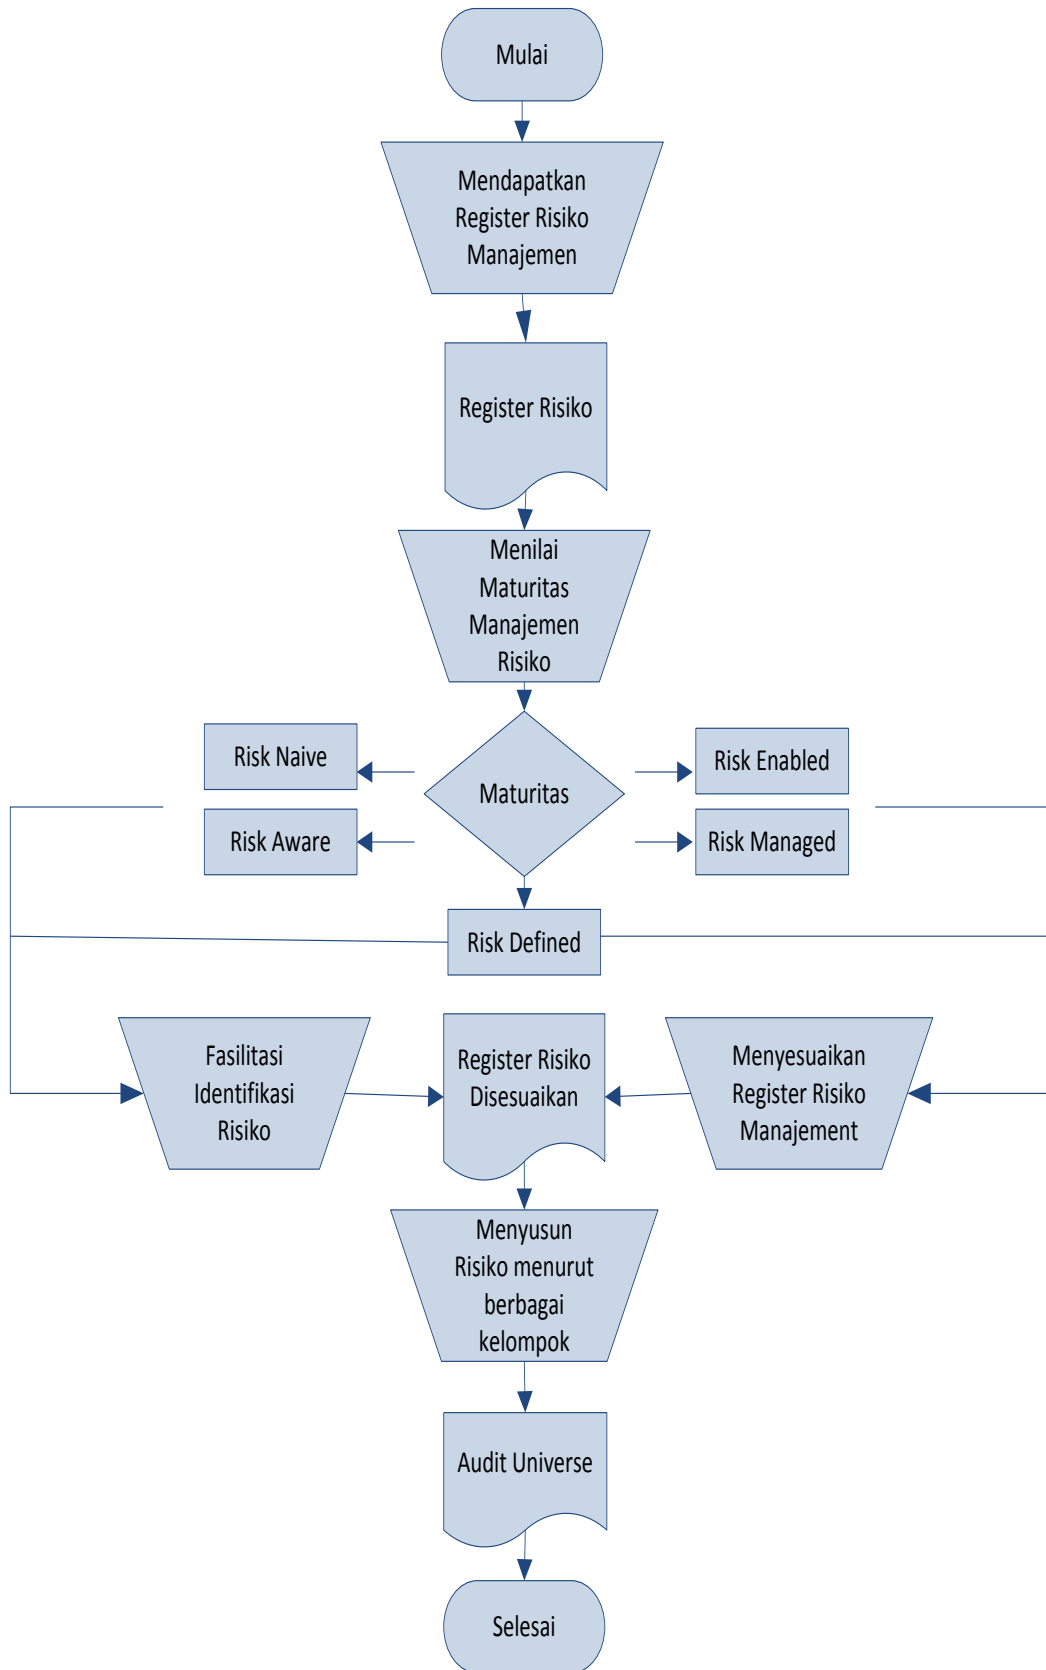 Mulai
Mendapatkan
Register Risiko
Manajemen
Register Risiko
Menilai
Maturitas
Manajemen
Risiko
Risk Naive
Risk Enabled
Maturitas
Risk Aware
Risk Managed
Risk Defined
Fasilitasi
Identifikasi
Risiko
Register Risiko
Disesuaikan
Menyesuaikan
Register Risiko
Manajement
Menyusun
Risiko menurut
berbagai
kelompok
Audit Universe
Selesai